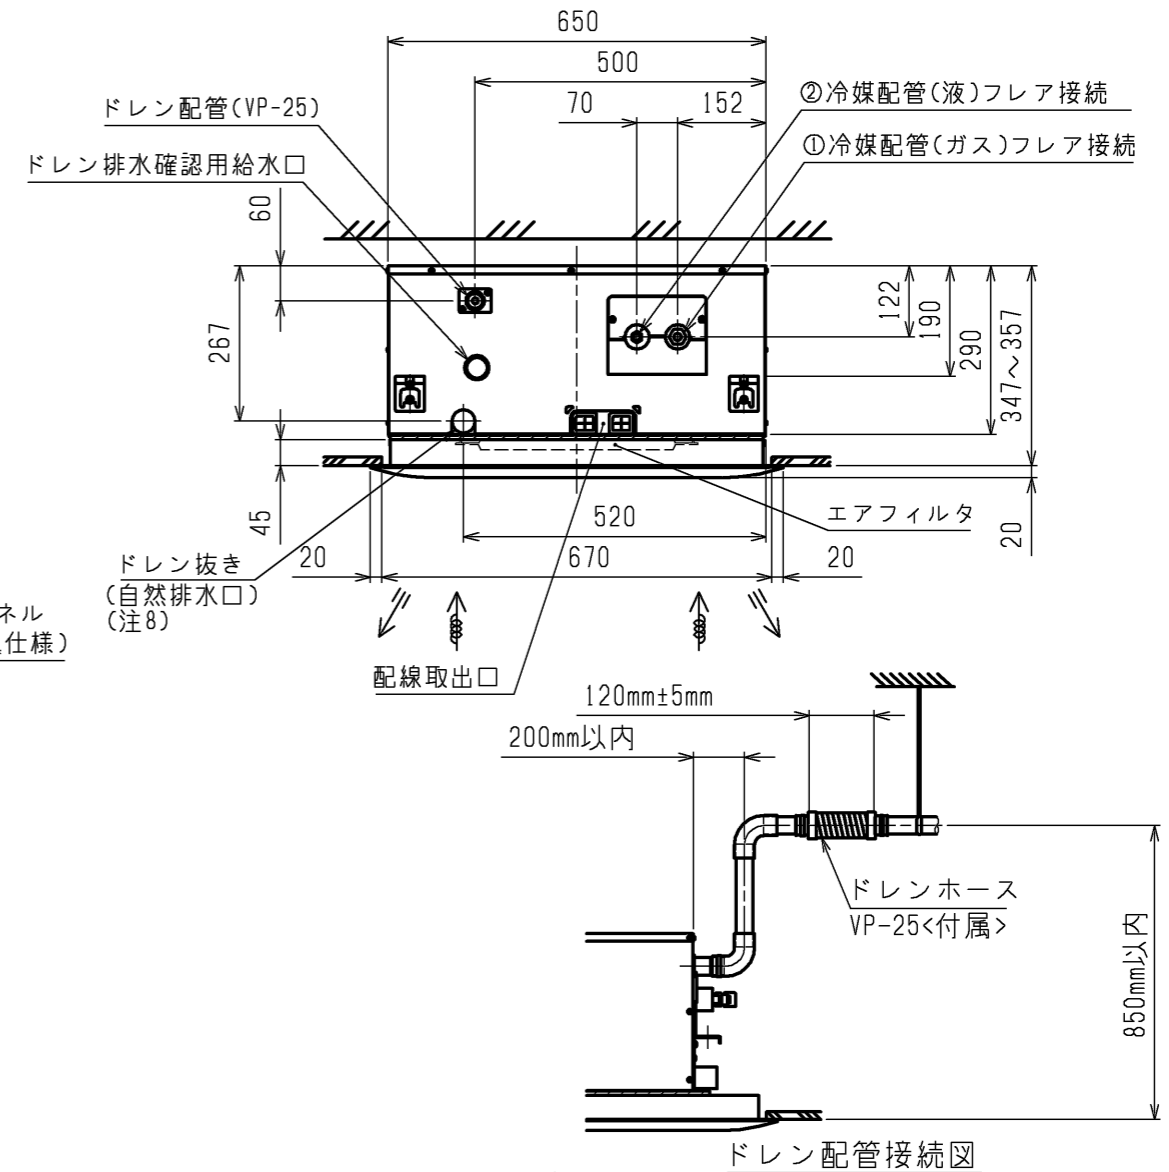 650
500
70
152
②冷媒配管(液)フレア接続
①冷媒配管(ガス)フレア接続
ドレン配管(VP-25)
ドレン排水確認用給水口
60
267
45
122
190
290
347～357
20
エアフィルタ
520
20
670
20
ドレン抜き
(自然排水口)
(注8)
ネル
仕様)
配線取出口
120mm±5mm
200mm以内
ドレンホース
VP-25<付属>
850mm以内
ドレン配管接続図